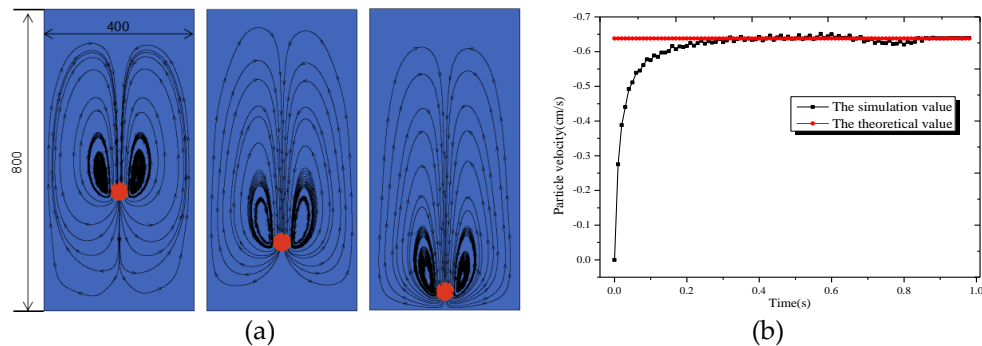 400
800
(a)
-0.7
-0.6
-0.5
-0.4
-0.3
-0.2
-0.1
0.0
Particle velocity(cm/s)
The simulation value
The theoretical value
0.0 0.2 0.4 0.6 0.8 1.0
Time(s)
(b)